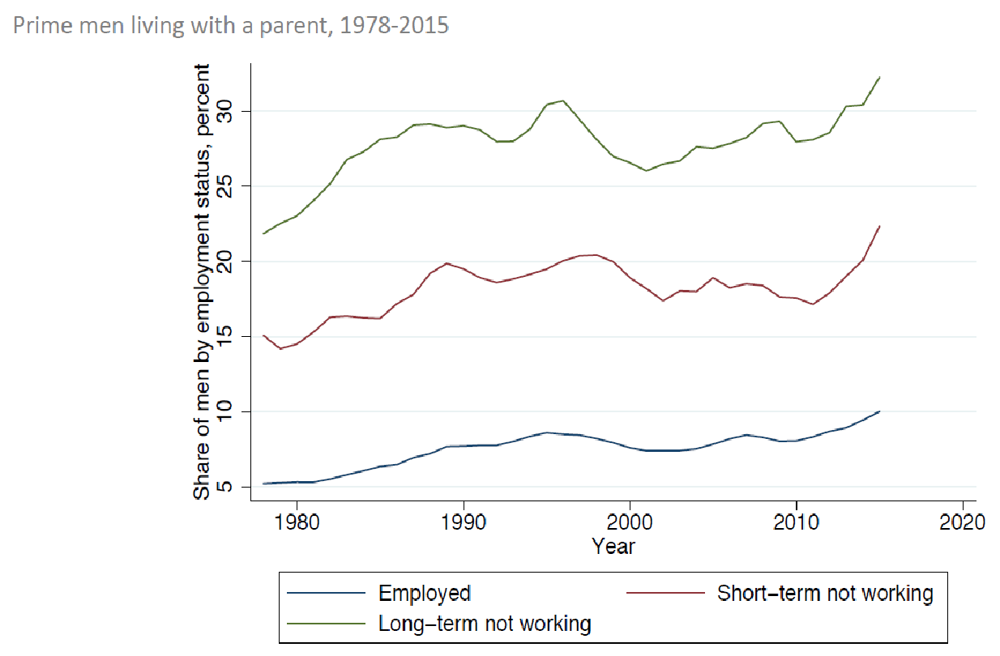 Prime men living with a parent, 1978-2015
Share of men by employment status, percent
30
25
20
15
10
5
1980 1990 2000 2010 2020
Year
Employed Short–term not working
Long–term not working